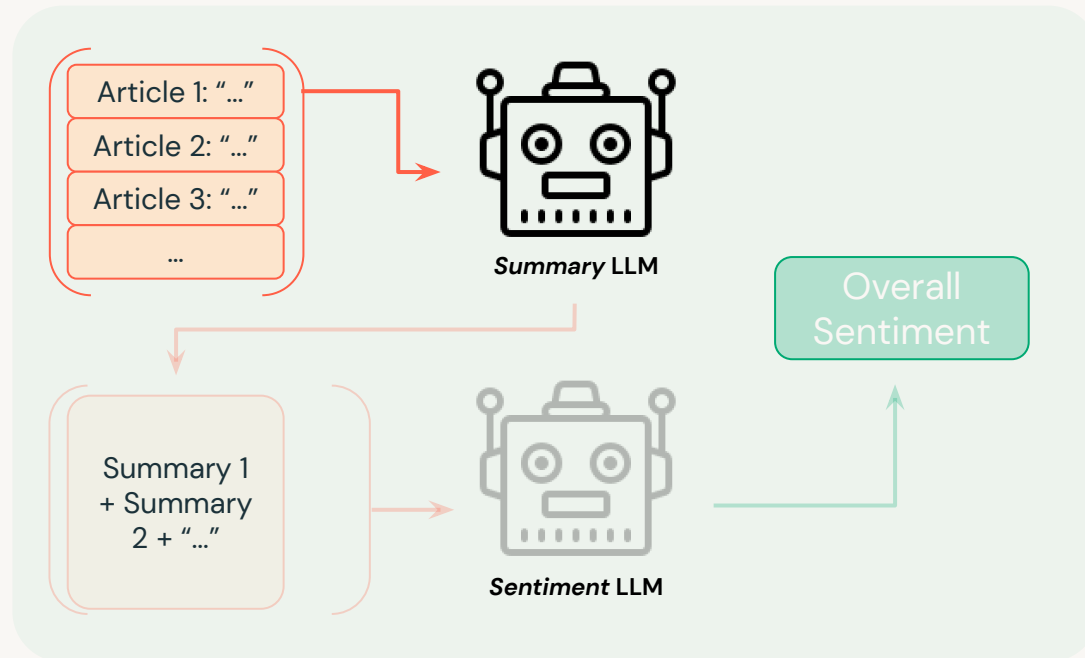 Article 1: “...”
Article 2: “...”
Article 3: “...”
...
Summary LLM
Overall
Sentiment
Summary 1
+ Summary
2 + “...”
Sentiment LLM